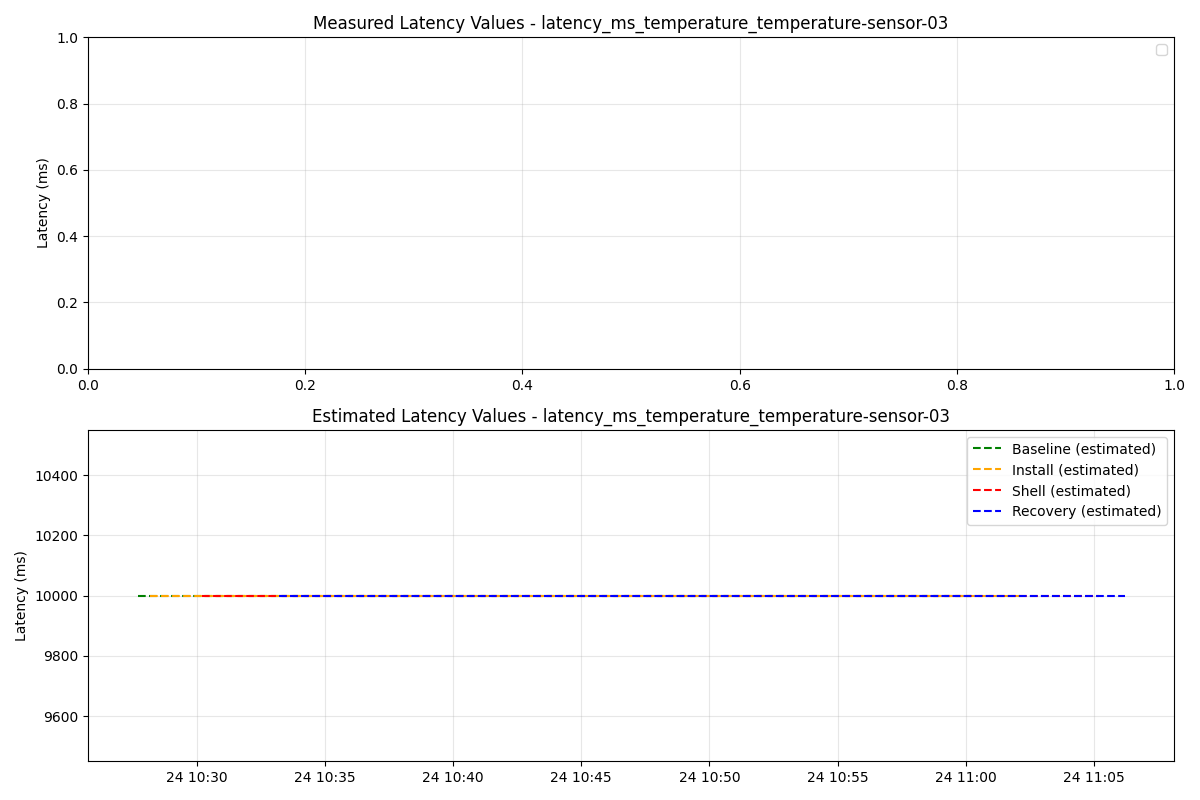 Measured Latency Values - latency_ms_temperature_temperature-sensor-03
1.0
0.8
0.6
0.4
0.2
0.0
Latency (ms)
0.0 0.2 0.4 0.6 0.8 1.0
Estimated Latency Values - latency_ms_temperature_temperature-sensor-03
10400
10200
10000
9800
9600
Latency (ms)
Baseline (estimated)
Install (estimated)
Shell (estimated)
Recovery (estimated)
24 10:30 24 10:35 24 10:40 24 10:45 24 10:50 24 10:55 24 11:00 24 11:05